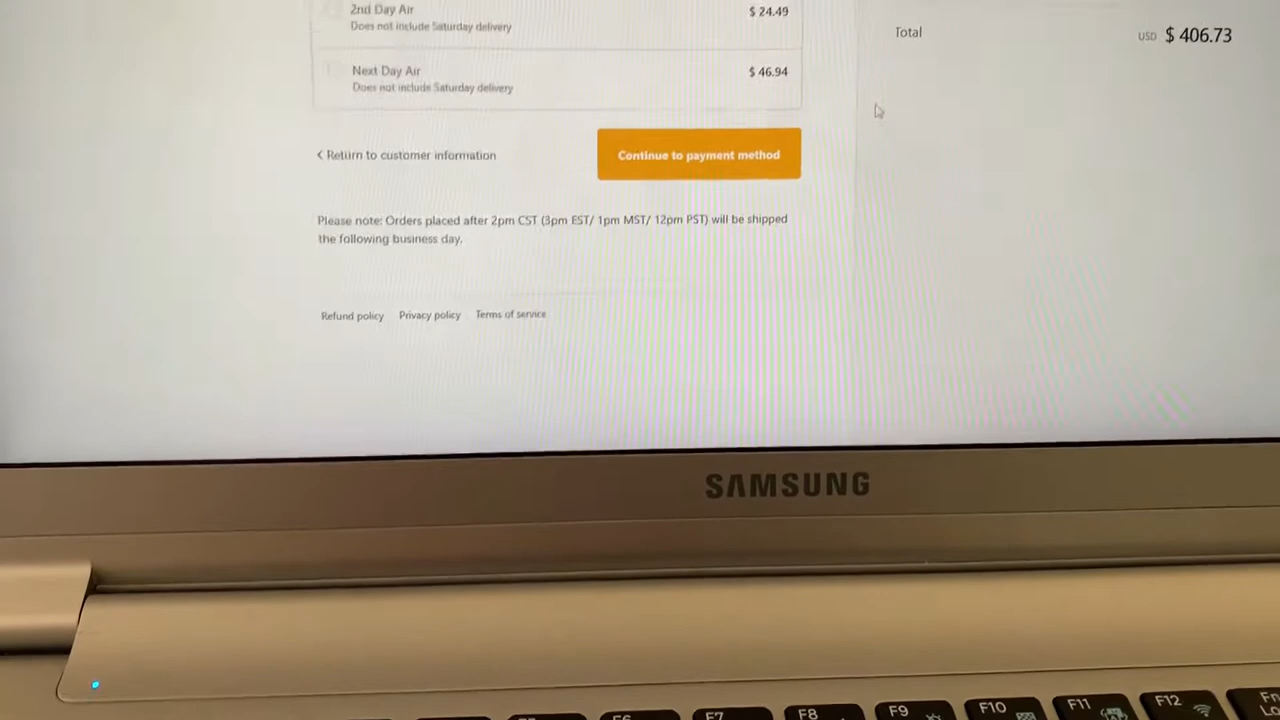 2nd Day Air
$ 24.49
Does not include Saturday delivery
Next Day Air
$ 46.94
Does not include Saturday delivery
Total
USD $ 406.73
< Return to customer information
Continue to payment method
Please note: Orders placed after 2pm CST (3pm EST/ 1pm MST/ 12pm PST) will be shipped
the following business day.
Refund policy Privacy policy Terms of service
SAMSUNG
F6 F7 F8 F9 F10 F11 F12 Fn